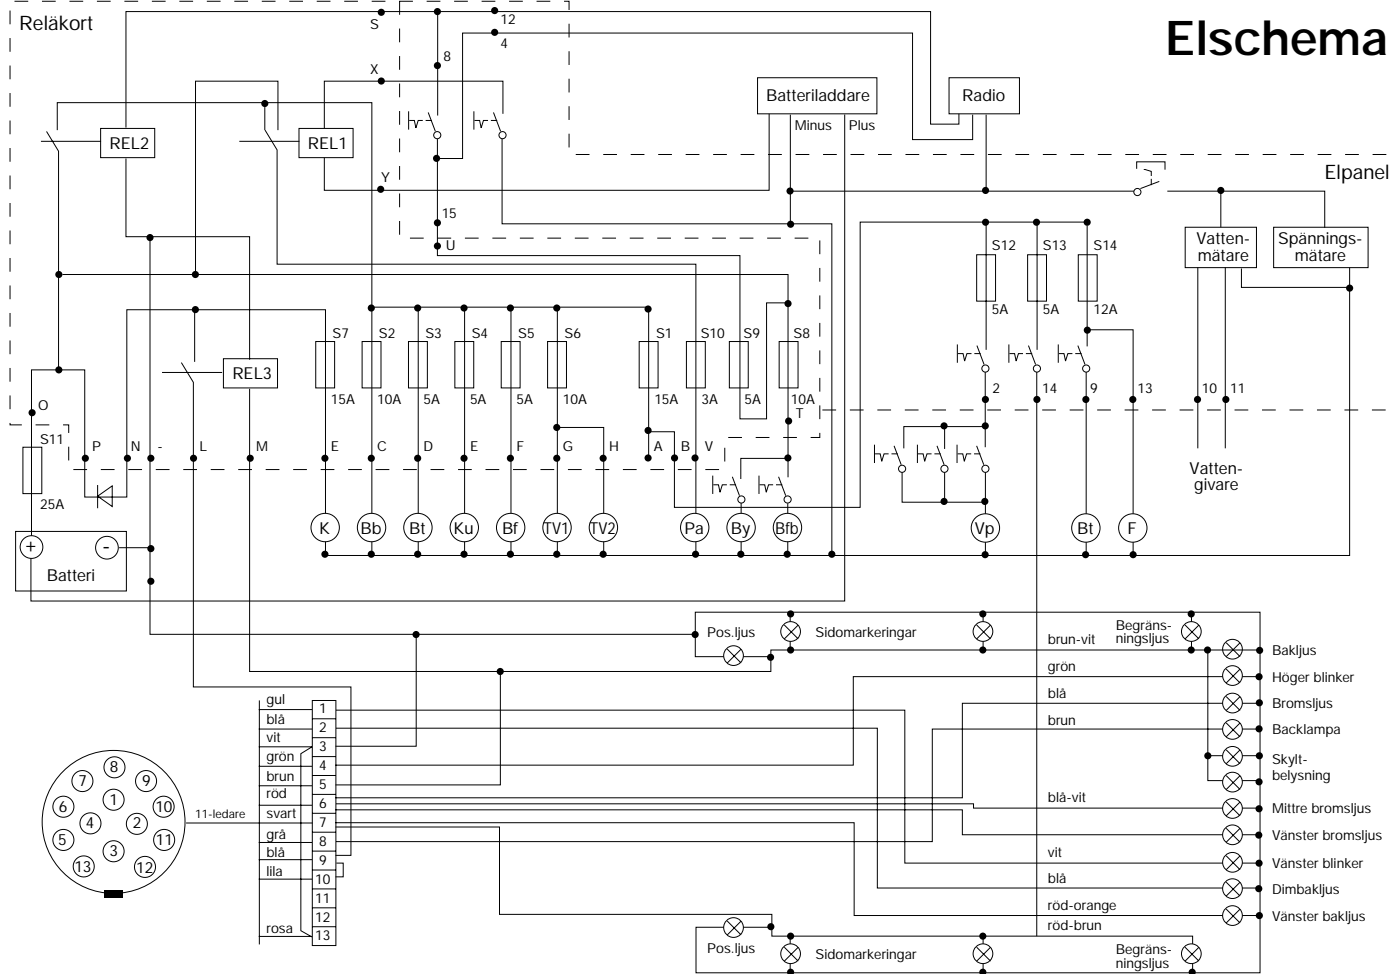 Elschema
Reläkort
S
12
4
8
X
Batteriladdare
Radio
Minus
Plus
REL2
REL1
Elpanel
Y
15
U
S12
S13
S14
Vatten-
mätare
Spännings-
mätare
5A
5A
12A
S7
S2
S3
S4
S5
S6
S1
S10
S9
S8
REL3
15A
10A
5A
5A
5A
10A
15A
3A
5A
10A
2
14
9
13
10
11
O
T
S11
P
N
-
L
M
E
C
D
E
F
G
H
A
B
V
25A
Vatten-
givare
K
Bb
Bt
Ku
Bf
TV1
TV2
Pa
By
Bfb
Vp
Bt
F
+
-
Batteri
Pos.ljus
Sidomarkeringar
Begräns-
ningsljus
brun-vit
Bakljus
grön
Höger blinker
blå
Bromsljus
brun
Backlampa
Skylt-
belysning
blå-vit
Mittre bromsljus
Vänster bromsljus
vit
Vänster blinker
blå
Dimbakljus
röd-orange
Vänster bakljus
röd-brun
Pos.ljus
Sidomarkeringar
Begräns-
ningsljus
gul
1
blå
2
vit
3
grön
4
brun
5
röd
6
svart
7
grå
8
blå
9
lila
10
11
12
rosa
13
11-ledare
8
7
9
6
1
10
4
2
5
3
11
13
12